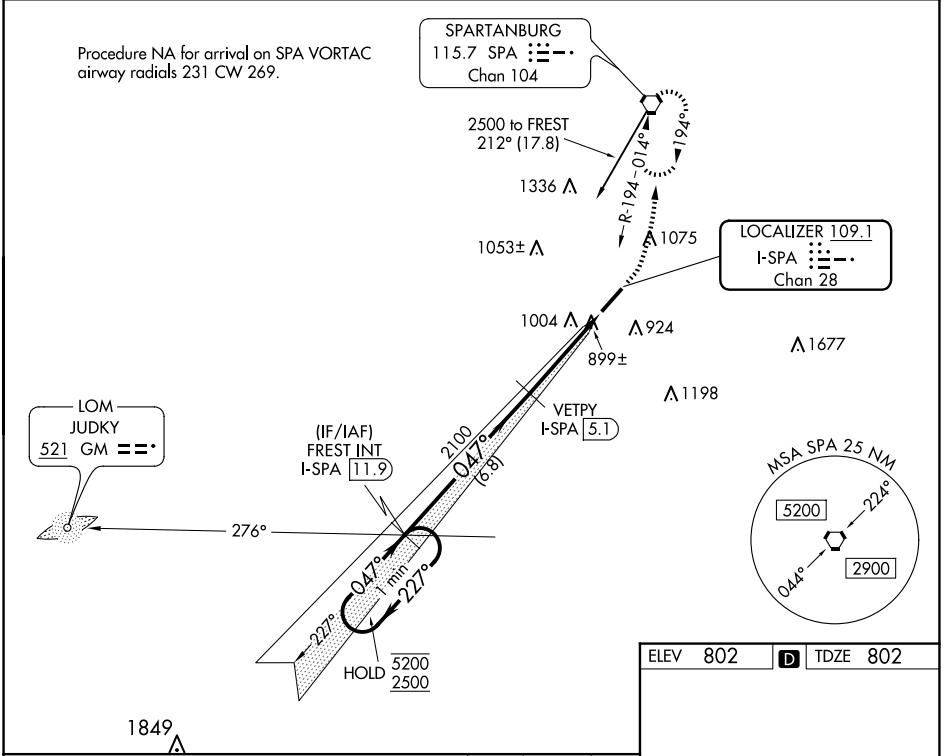 Procedure NA for arrival on SPA VORTAC
airway radials 231 CW 269.
SPARTANBURG
115.7 SPA
Chan 104
2500 to FREST
212° (17.8)
R-194
014°
194°
1336
1053±
1075
LOCALIZER 109.1
I-SPA
Chan 28
1004
924
899±
1677
1198
VETPY
I-SPA 5.1
LOM
JUDKY
521 GM
(IF/IAF)
FREST INT
I-SPA 11.9
2100
047°
(6.8)
276°
047°
1 min
227°
227°
HOLD 5200
2500
MSA SPA 25 NM
5200
224°
044°
2900
1849
ELEV 802 D TDZE 802